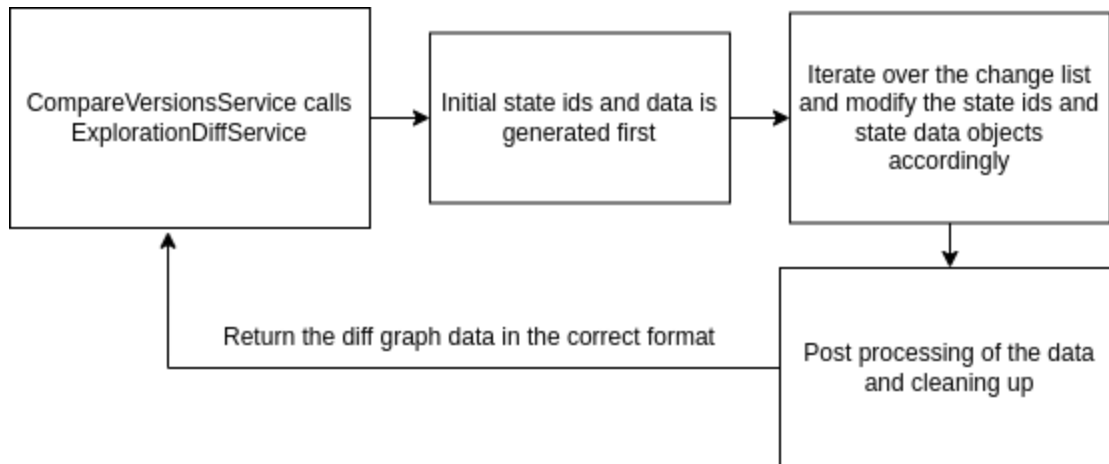 CompareVersionsService calls
ExplorationDiffService
Initial state ids and data is
generated first
Iterate over the change list
and modify the state ids and
state data objects
accordingly
Return the diff graph data in the correct format
Post processing of the data
and cleaning up